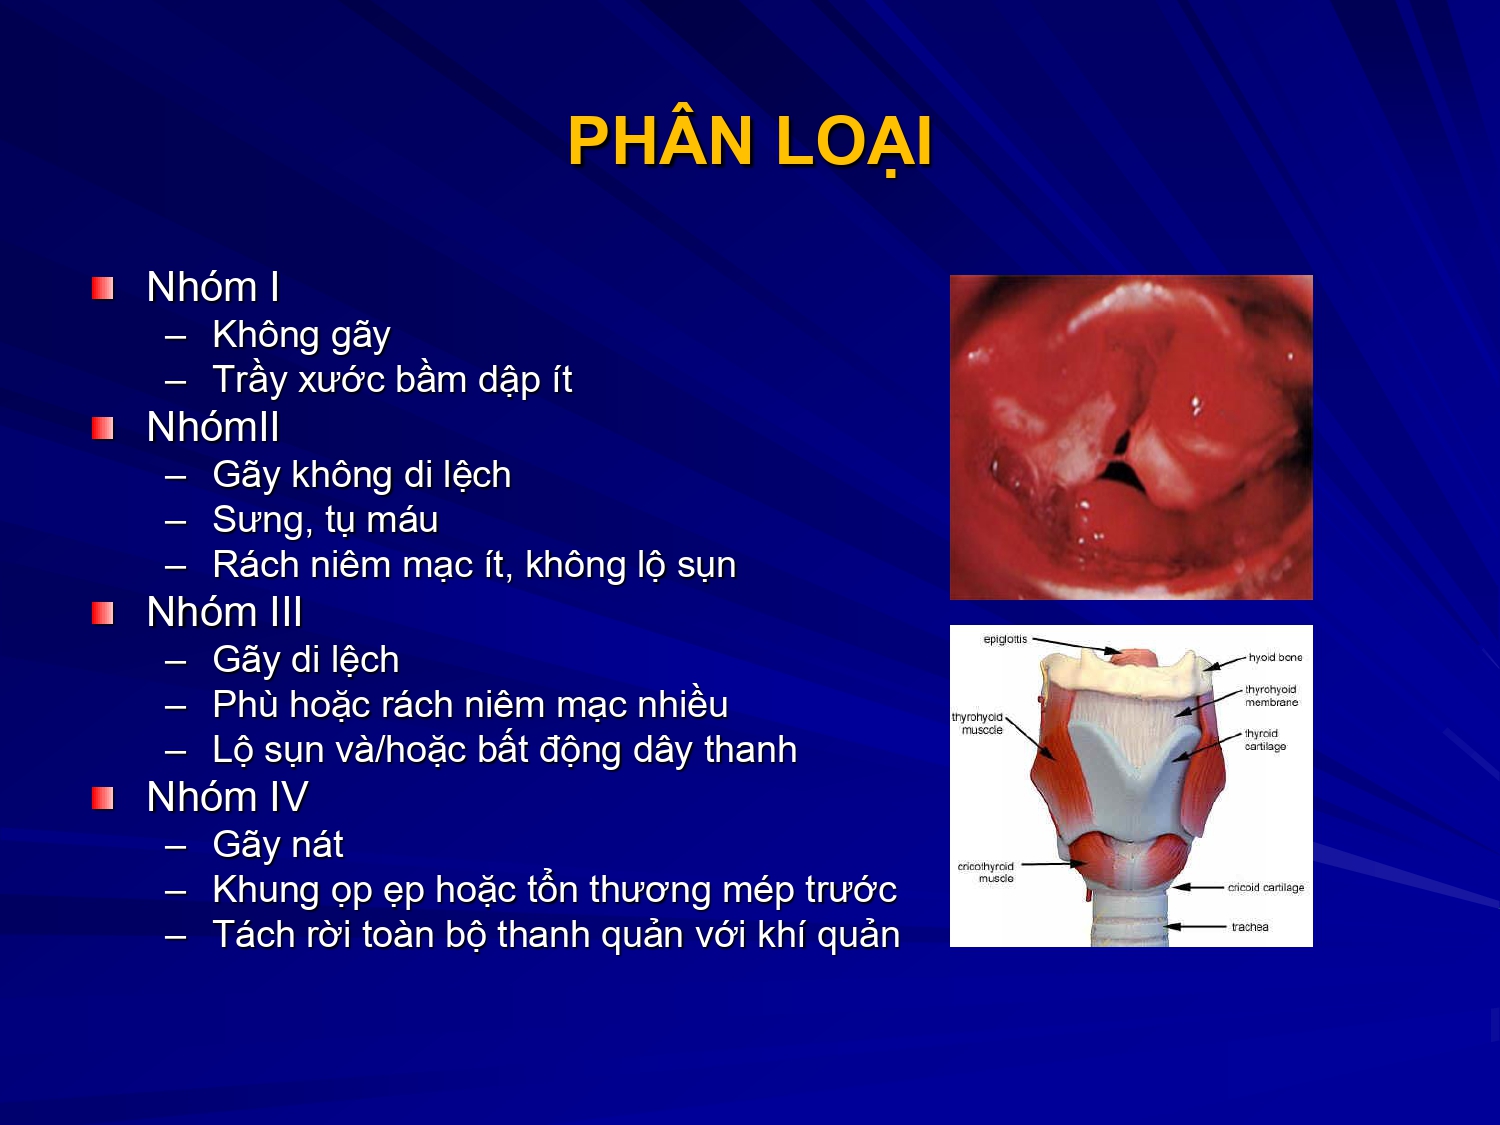 PHÂN LOẠI
Nhóm I
– Không gãy
– Trầy xước bầm dập ít
NhómII
– Gãy không di lệch
– Sưng, tụ máu
– Rách niêm mạc ít, không lộ sụn
Nhóm III
– Gãy di lệch
– Phù hoặc rách niêm mạc nhiều
– Lộ sụn và/hoặc bất động dây thanh
Nhóm IV
– Gãy nát
– Khung ọp ẹp hoặc tổn thương mép trước
– Tách rời toàn bộ thanh quản với khí quản
epiglottis
hyoid bone
thyrohyoid
membrane
thyrohyoid
musccle
thyroid
cartilage
cricothyroid
muscle
cricoid cartilage
trachea